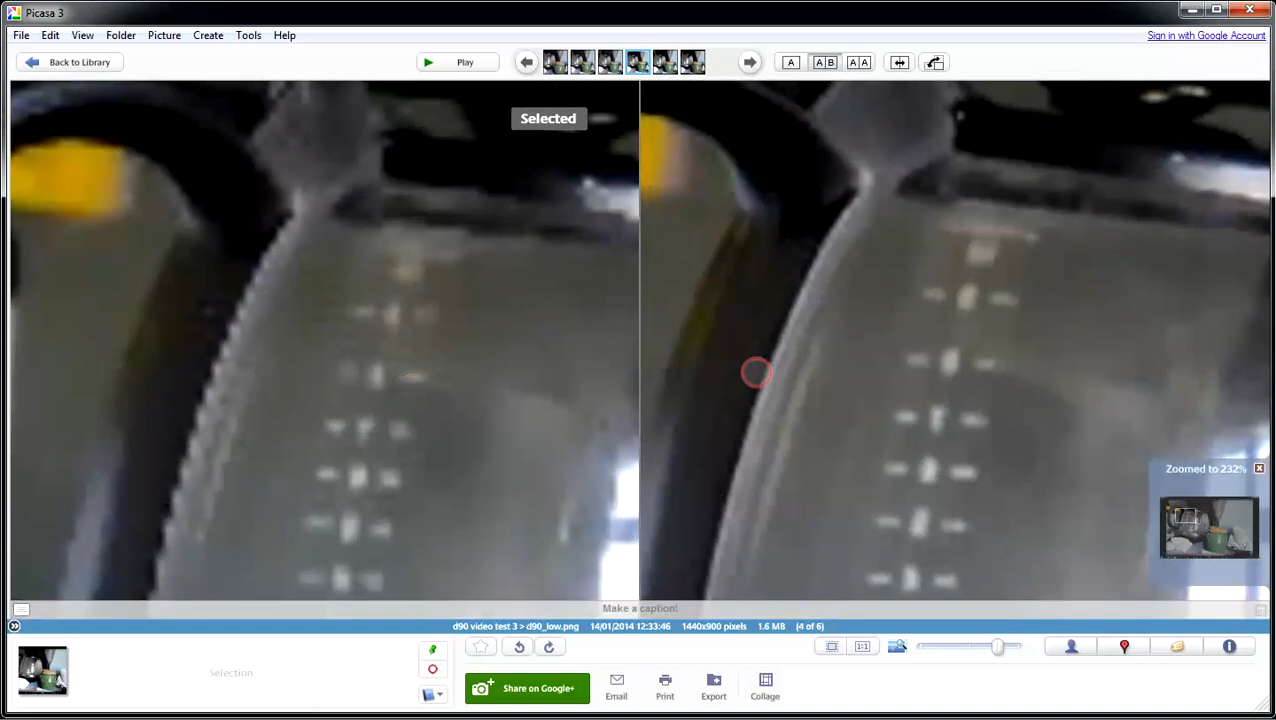 Picasa 3
File Edit View Folder Picture Create Tools Help
Sign in with Google Account
Back to Library
Play
A
A B
A A
Selected
Zoomed to 232%
Make a caption!
d90 video test 3 > d90_low.png 14/01/2014 12:33:46 1440x900 pixels 1.6 MB (4 of 6)
Selection
1:1
Share on Google+
Email
Print
Export
Collage